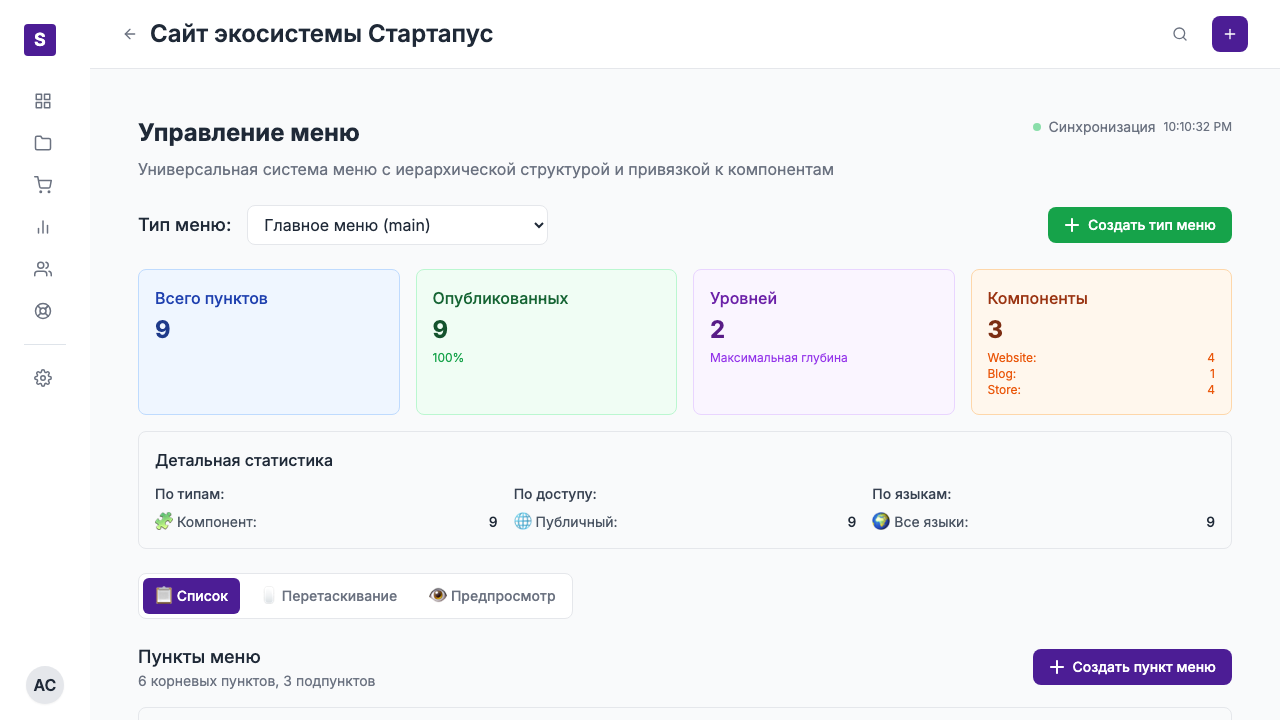 S
Сайт экосистемы Стартапус
Управление меню
Синхронизация 10:10:32 PM
Универсальная система меню с иерархической структурой и привязкой к компонентам
Тип меню: Главное меню (main)
Создать тип меню
Всего пунктов
9
Опубликованных
9
100%
Уровней
2
Максимальная глубина
Компоненты
3
Website: 4
Blog: 1
Store: 4
Детальная статистика
По типам:
Компонент: 9
По доступу:
Публичный: 9
По языкам:
Все языки: 9
Список
Перетаскивание
Предпросмотр
Пункты меню
6 корневых пунктов, 3 подпунктов
Создать пункт меню
AC